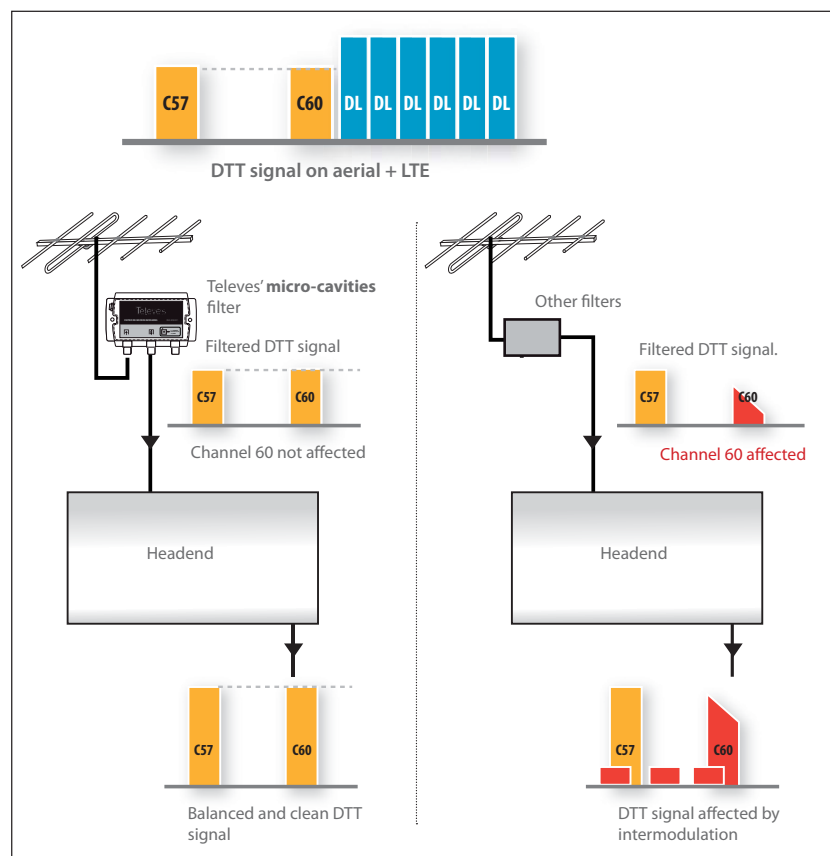 C57
C60
DL DL DL DL DL DL
DTT signal on aerial + LTE
Televes' micro-cavities
filter
Televes
Filtered DTT signal
C57
C60
Channel 60 not affected
Headend
C57
C60
Balanced and clean DTT
signal
Other filters
Filtered DTT signal.
C57
C60
Channel 60 affected
Headend
C57
C60
DTT signal affected by
intermodulation